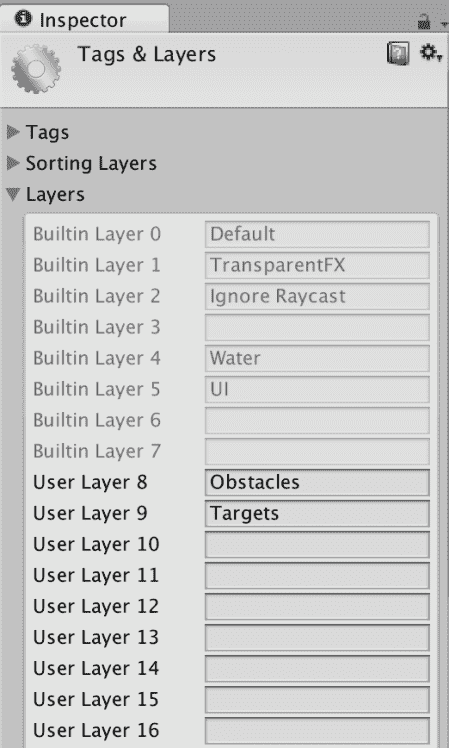 Inspector
Tags & Layers
Tags
Sorting Layers
Layers
Builtin Layer 0 Default
Builtin Layer 1 TransparentFX
Builtin Layer 2 Ignore Raycast
Builtin Layer 3
Builtin Layer 4 Water
Builtin Layer 5 UI
Builtin Layer 6
Builtin Layer 7
User Layer 8 Obstacles
User Layer 9 Targets
User Layer 10
User Layer 11
User Layer 12
User Layer 13
User Layer 14
User Layer 15
User Layer 16